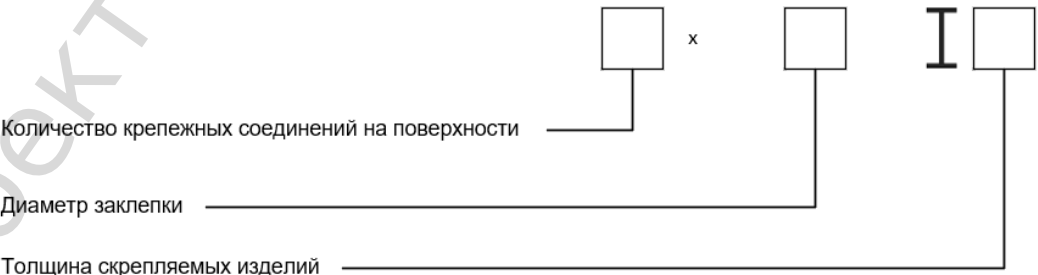 х
Количество крепежных соединений на поверхности
Диаметр заклепки
Толщина скрепляемых изделий